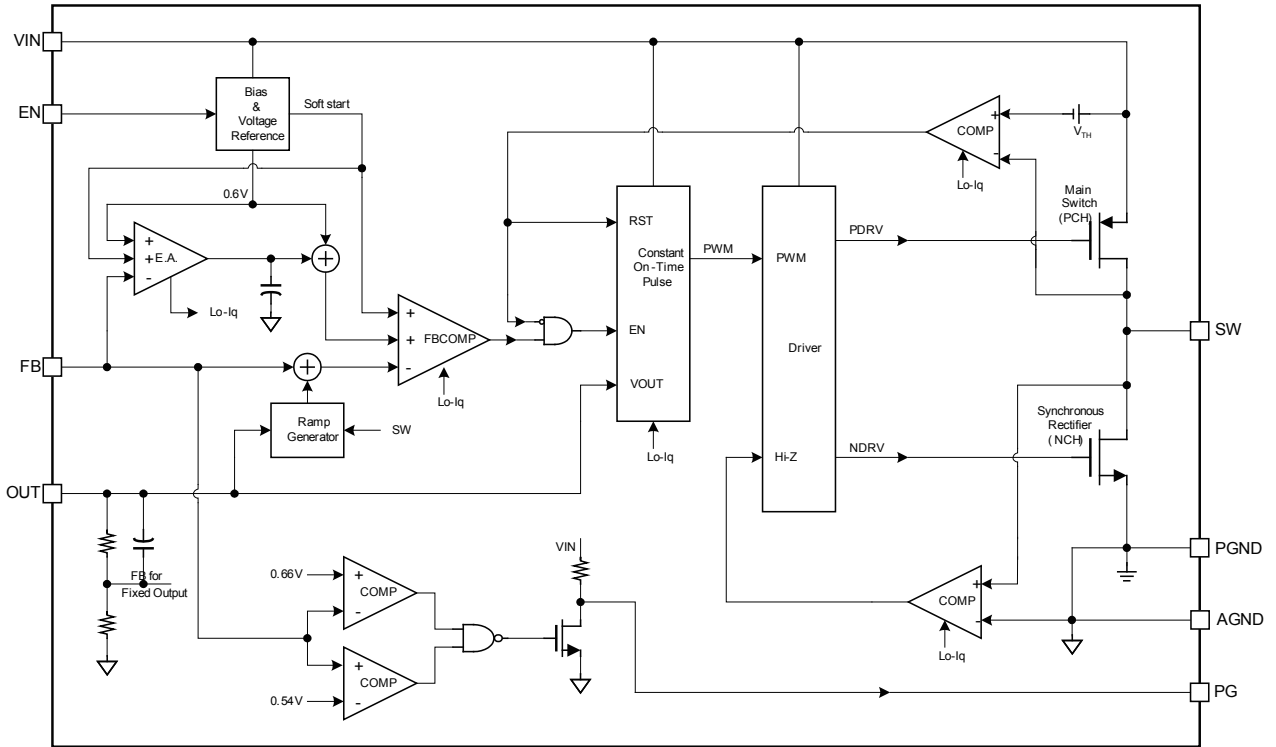 VIN
EN
Bias
&
Voltage
Reference
Soft start
0.6V
+
+
-
E.A.
+
Lo-Iq
+
+
-
FBCOMP
Lo-Iq
FB
+
Ramp
Generator
SW
OUT
FB for
Fixed Output
RST
Constant
On-Time
Pulse
EN
VOUT
Lo-Iq
PWM
PWM
Driver
Hi-Z
PDRV
NDRV
+
-
COMP
VTH
Lo-Iq
Main
Switch
(PCH)
SW
Synchronous
Rectifier
(NCH)
+
-
COMP
Lo-Iq
PGND
AGND
0.66V
+
-
COMP
+
-
COMP
0.54V
VIN
PG